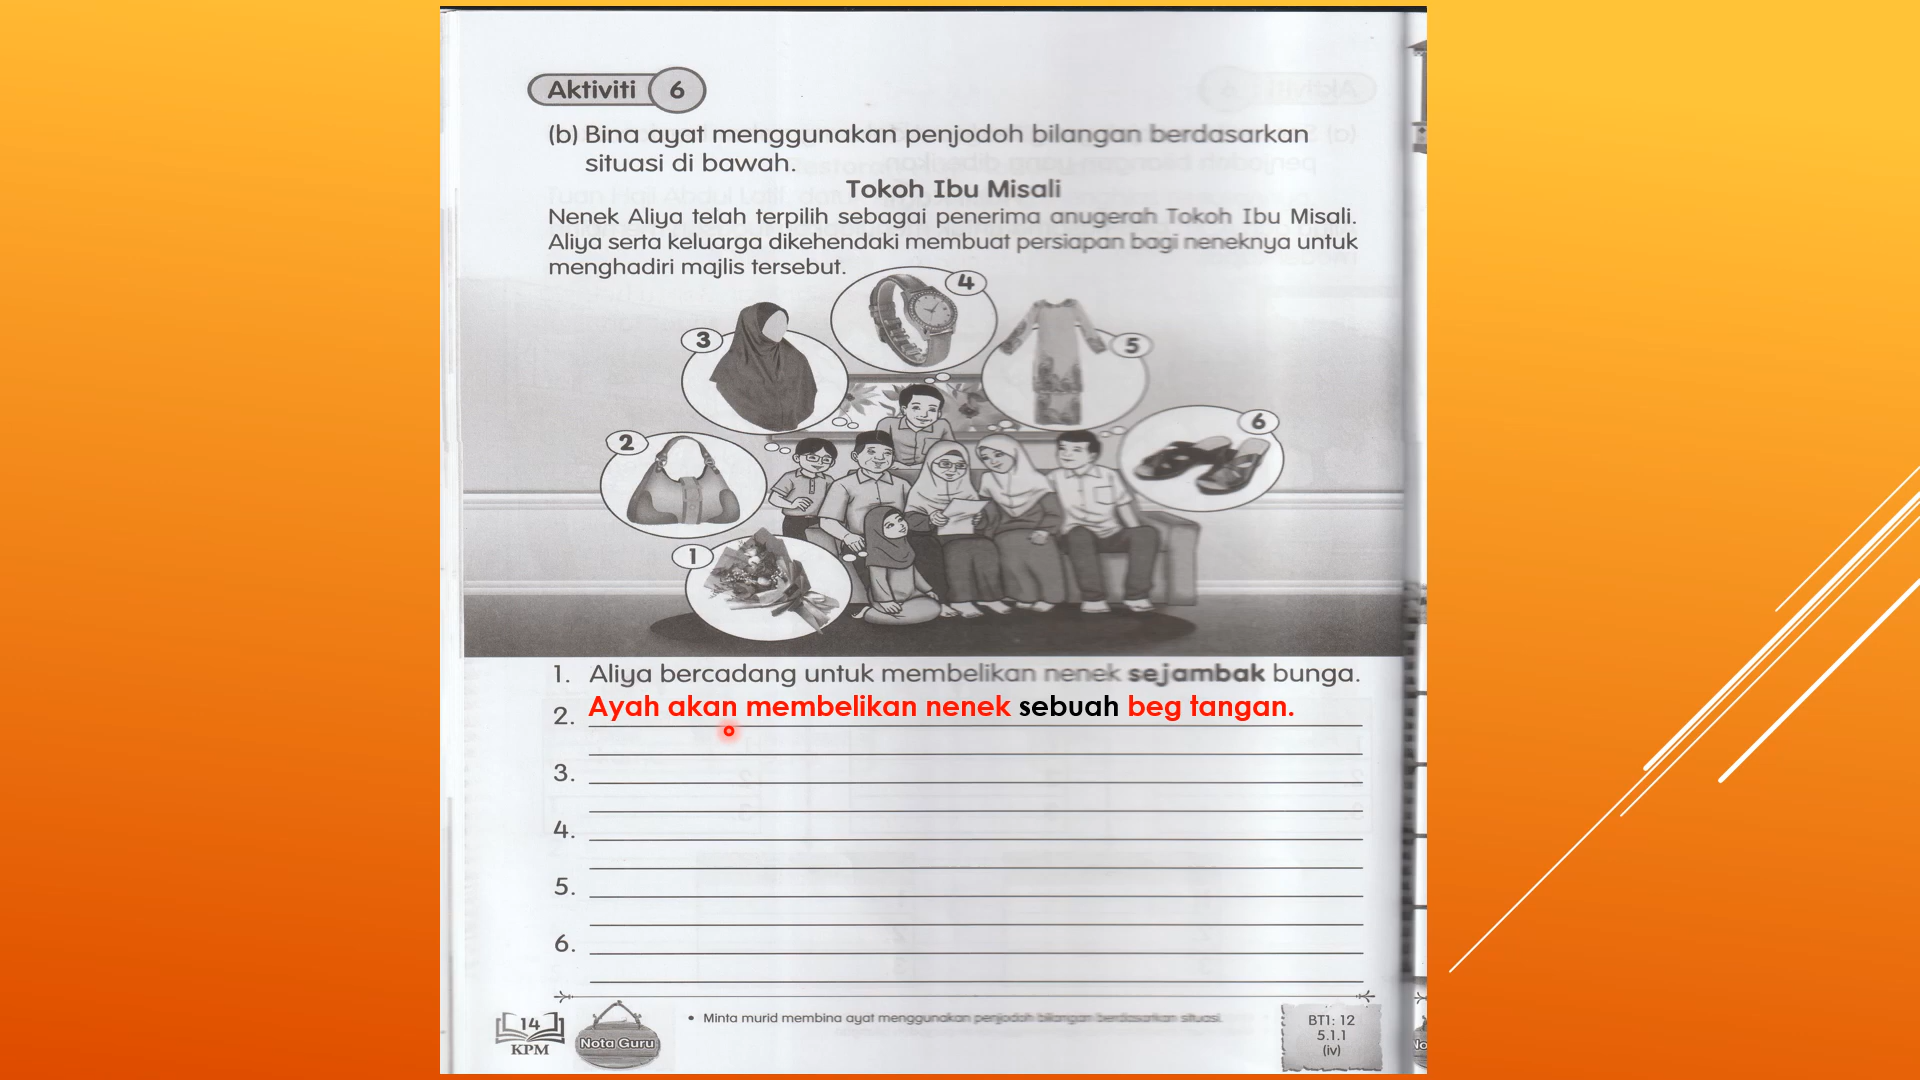 Aktiviti 6
(b) Bina ayat menggunakan penjodoh bilangan berdasarkan
situasi di bawah.
Tokoh Ibu Misali
Nenek Aliya telah terpilih sebagai penerima anugerah Tokoh Ibu Misali.
Aliya serta keluarga dikehendaki membuat persiapan bagi neneknya untuk
menghadiri majlis tersebut.
4
3
5
6
2
1
1. Aliya bercadang untuk membelikan nenek sejambak bunga.
2. Ayah akan membelikan nenek sebuah beg tangan.
3.
4.
5.
6.
14
KPM
Nota Guru
• Minta murid membina ayat menggunakan penjodoh bilangan berdasarkan situasi.
BT1: 12
5.1.1
(iv)